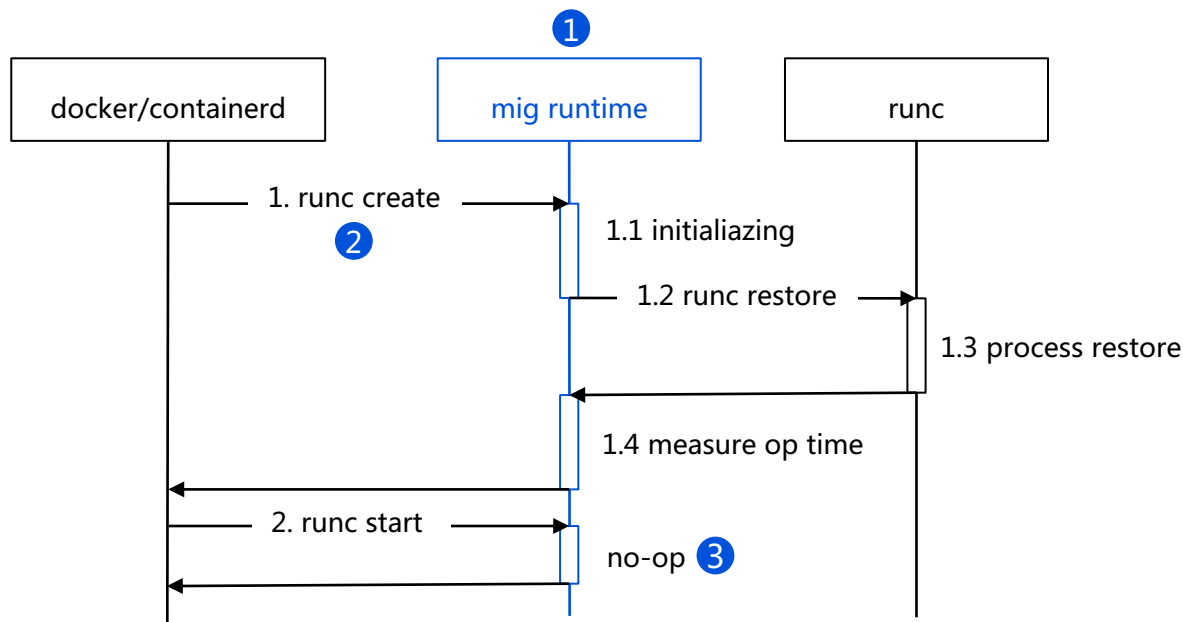 1
docker/containerd
mig runtime
runc
1. runc create
2
1.1 initialiazing
1.2 runc restore
1.3 process restore
1.4 measure op time
2. runc start
no-op 3